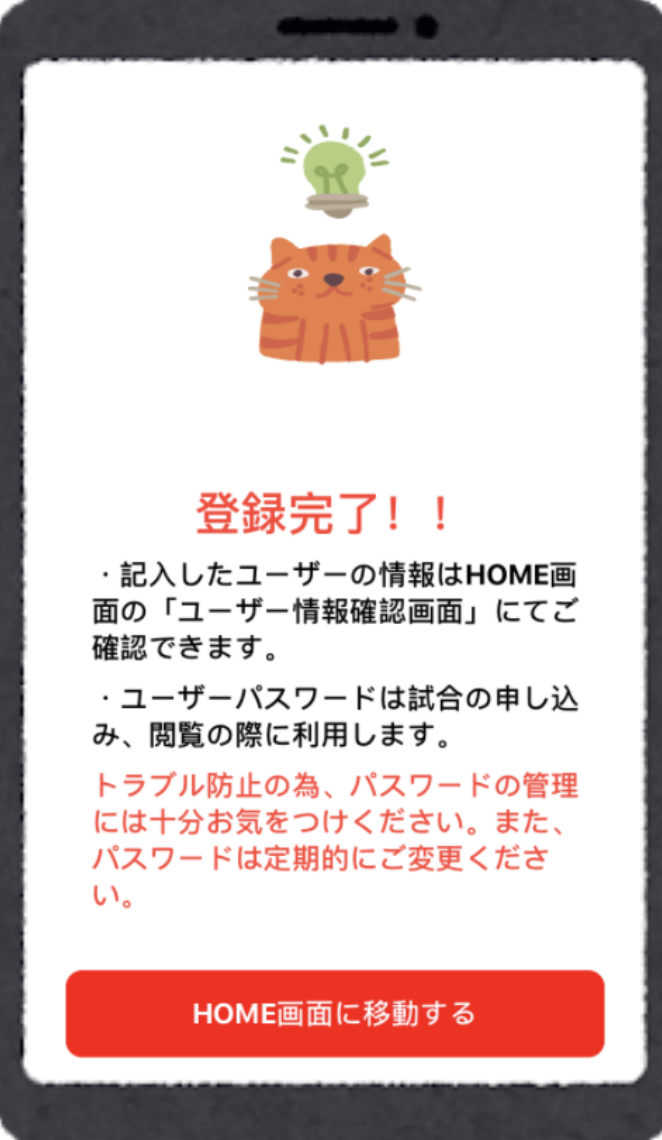 登録完了！！
・記入したユーザーの情報はHOME画
面の「ユーザー情報確認画面」にてご
確認できます。
・ユーザーパスワードは試合の申し込
み、閲覧の際に利用します。
トラブル防止の為、パスワードの管理
には十分お気をつけください。また、
パスワードは定期的にご変更くださ
い。
HOME画面に移動する